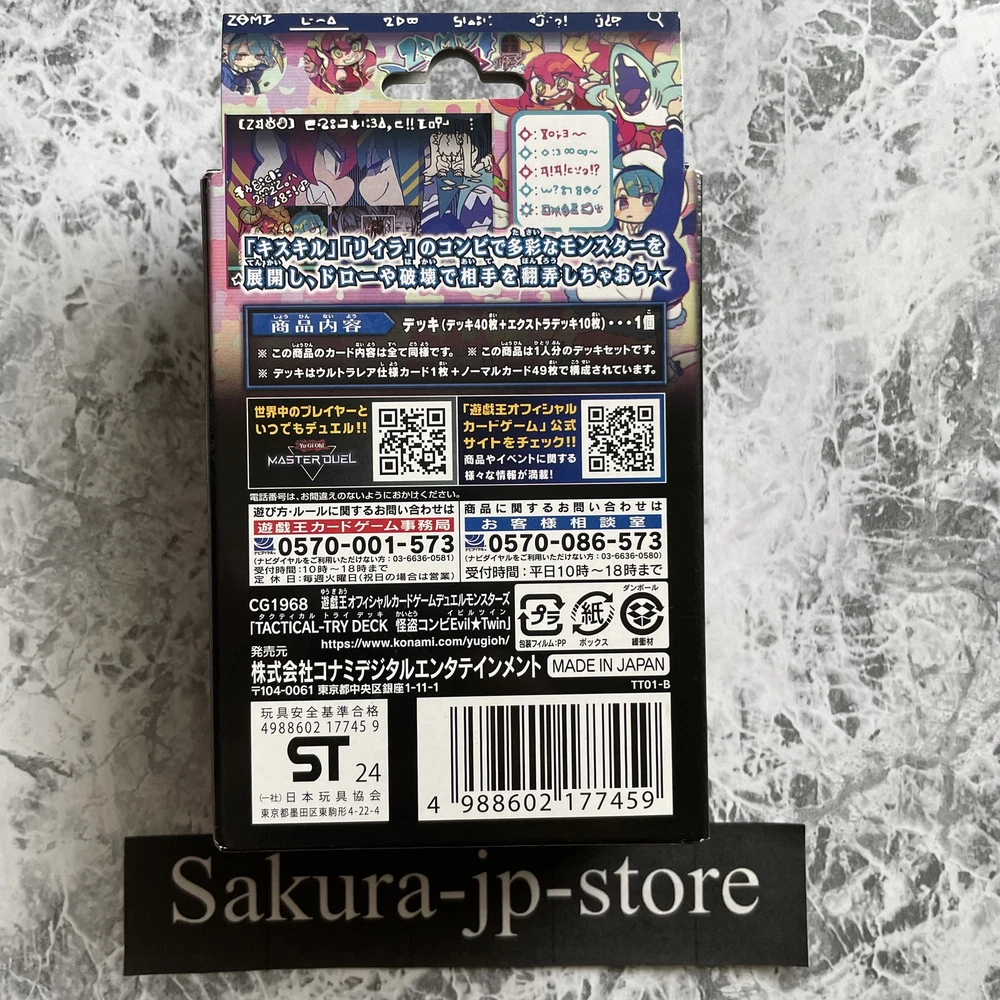 「キスキル」「リィラ」のコンビで多彩なモンスターを
展開し、ドローや破壊で相手を翻弄しちゃおう☆
商品内容
デッキ(デッキ40枚+エクストラデッキ10枚)・・・1個
※ この商品のカード内容は全て同様です。 ※ この商品は1人分のデッキセットです。
※ デッキはウルトラレア仕様カード1枚+ノーマルカード49枚で構成されています。
世界中のプレイヤーと
いつでもデュエル!!
Yu-Gi-Oh!
MASTER DUEL
「遊戯王オフィシャル
カードゲーム」公式
サイトをチェック!!
商品やイベントに関する
様々な情報が満載!
電話番号は、お間違えのないようにおかけください。
遊び方・ルールに関するお問い合わせは
遊戯王カードゲーム事務局
0570-001-573
(ナビダイヤルをご利用いただけない方:03-6636-0581)
受付時間:10時~18時まで
定休日:毎週火曜日(祝日の場合は営業)
商品に関するお問い合わせは
お客様相談室
0570-086-573
(ナビダイヤルをご利用いただけない方:03-6636-0580)
受付時間:平日10時~18時まで
CG1968 遊戯王オフィシャルカードゲームデュエルモンスターズ
「TACTICAL-TRY DECK 怪盗コンビEvil★Twin」
https://www.konami.com/yugioh/
プラ
包装フィルム:PP
紙
ボックス
ダンボール
緩衝材
発売元
株式会社コナミデジタルエンタテインメント
MADE IN JAPAN
〒104-0061 東京都中央区銀座1-11-1
TT01-B
玩具安全基準合格
4988602 17745 9
ST 24
(一社)日本玩具協会
東京都墨田区東駒形4-22-4
4 988602 177459
Sakura-jp-store